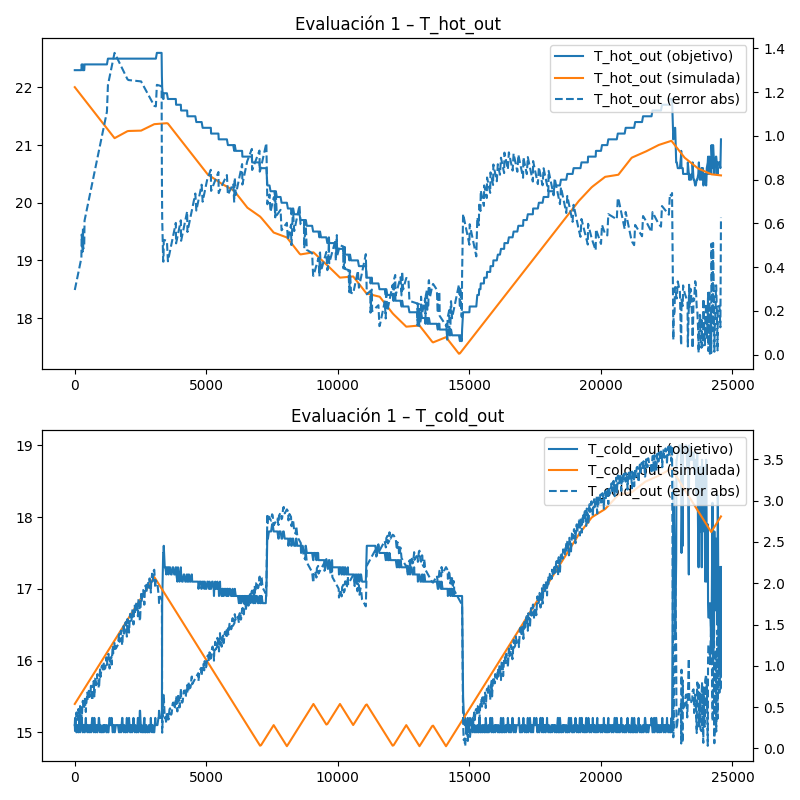 Evaluación 1 – T_hot_out
T_hot_out (objetivo)
T_hot_out (simulada)
T_hot_out (error abs)
22
21
20
19
18
1.4
1.2
1.0
0.8
0.6
0.4
0.2
0.0
0 5000 10000 15000 20000 25000
Evaluación 1 – T_cold_out
T_cold_out (objetivo)
T_cold_out (simulada)
T_cold_out (error abs)
19
18
17
16
15
3.5
3.0
2.5
2.0
1.5
1.0
0.5
0.0
0 5000 10000 15000 20000 25000